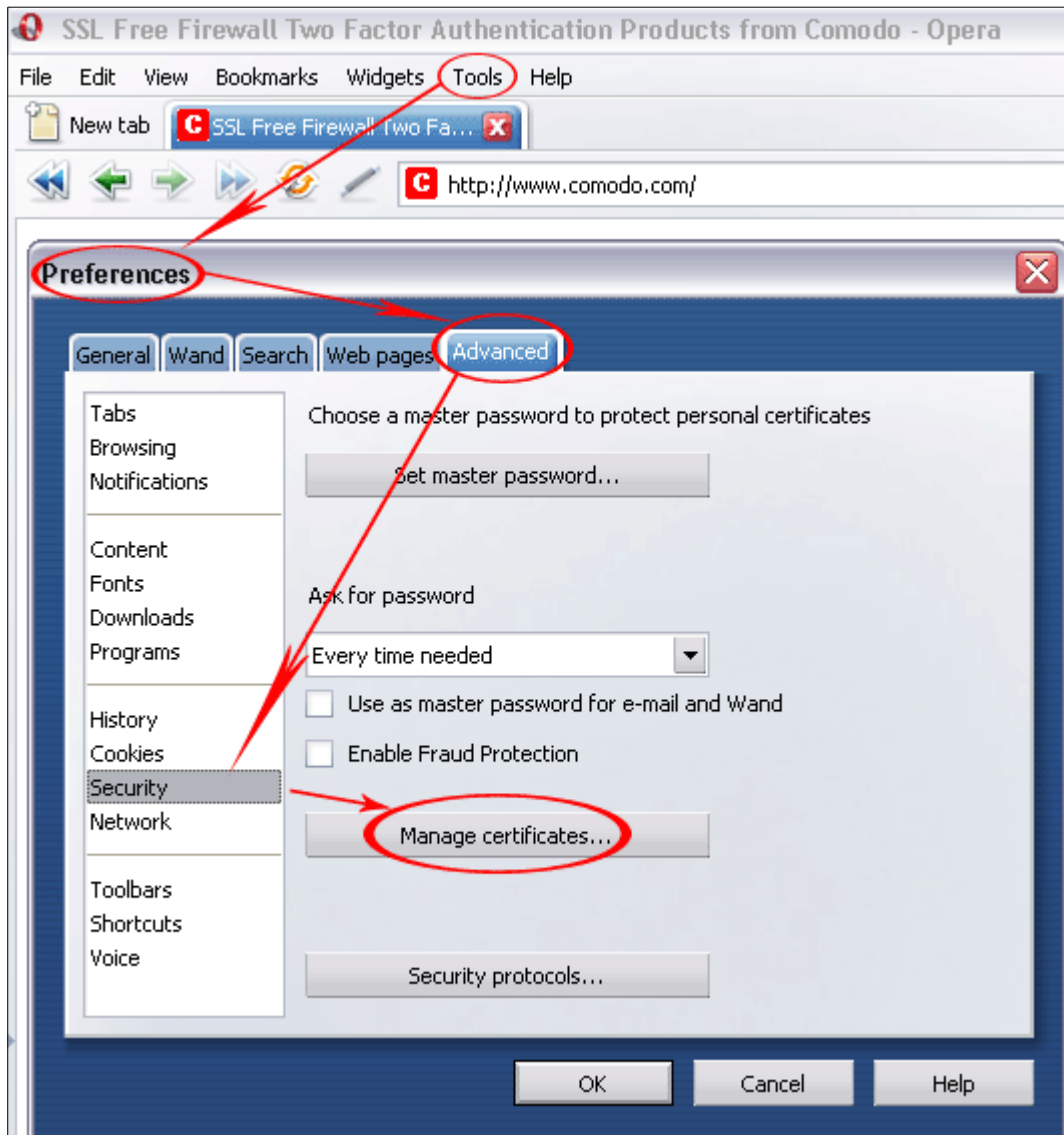 SSL Free Firewall Two Factor Authentication Products from Comodo - Opera
File Edit View Bookmarks Widgets Tools Help
New tab C SSL Free Firewall Two Fa...
C http://www.comodo.com/
Preferences
General Wand Search Web pages Advanced
Tabs
Browsing
Notifications
Content
Fonts
Downloads
Programs
History
Cookies
Security
Network
Toolbars
Shortcuts
Voice
Choose a master password to protect personal certificates
Set master password...
Ask for password
Every time needed
Use as master password for e-mail and Wand
Enable Fraud Protection
Manage certificates...
Security protocols...
OK Cancel Help